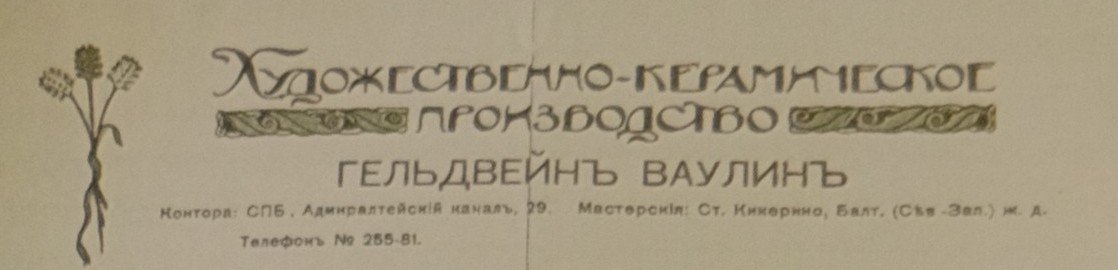 ХУДОЖЕСТВЕННО-КЕРАМИЧЕСКОЕ
ПРОИЗВОДСТВО
ГЕЛЬДВЕЙНЪ ВАУЛИНЪ
Контора: СПБ. Адмиралтейскій каналъ, 29. Мастерскія: Ст. Кикерино, Балт. (Сѣв-Зап.) ж. д.
Телефонъ № 255-81.